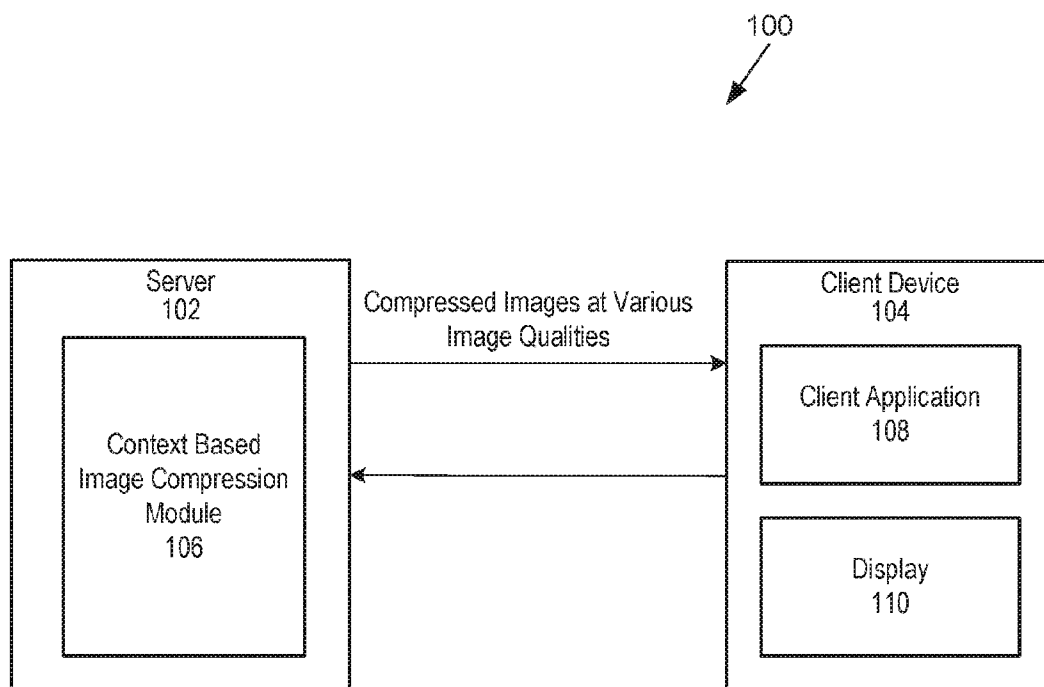 100
Server
102
Compressed Images at Various
Image Qualities
Client Device
104
Context Based
Image Compression
Module
106
Client Application
108
Display
110